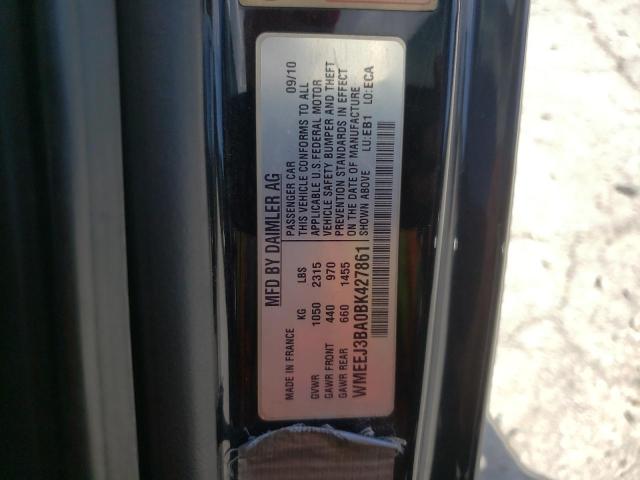 MFD BY DAIMLER AG
PASSENGER CAR 09/10
THIS VEHICLE CONFORMS TO ALL
APPLICABLE U.S.FEDERAL MOTOR
VEHICLE SAFETY BUMPER AND THEFT
PREVENTION STANDARDS IN EFFECT
ON THE DATE OF MANUFACTURE
SHOWN ABOVE LU:EB1 LO:ECA
MADE IN FRANCE KG LBS
GVWR 1050 2315
GAWR FRONT 440 970
GAWR REAR 660 1455
WMEEJ3BA0BK427861